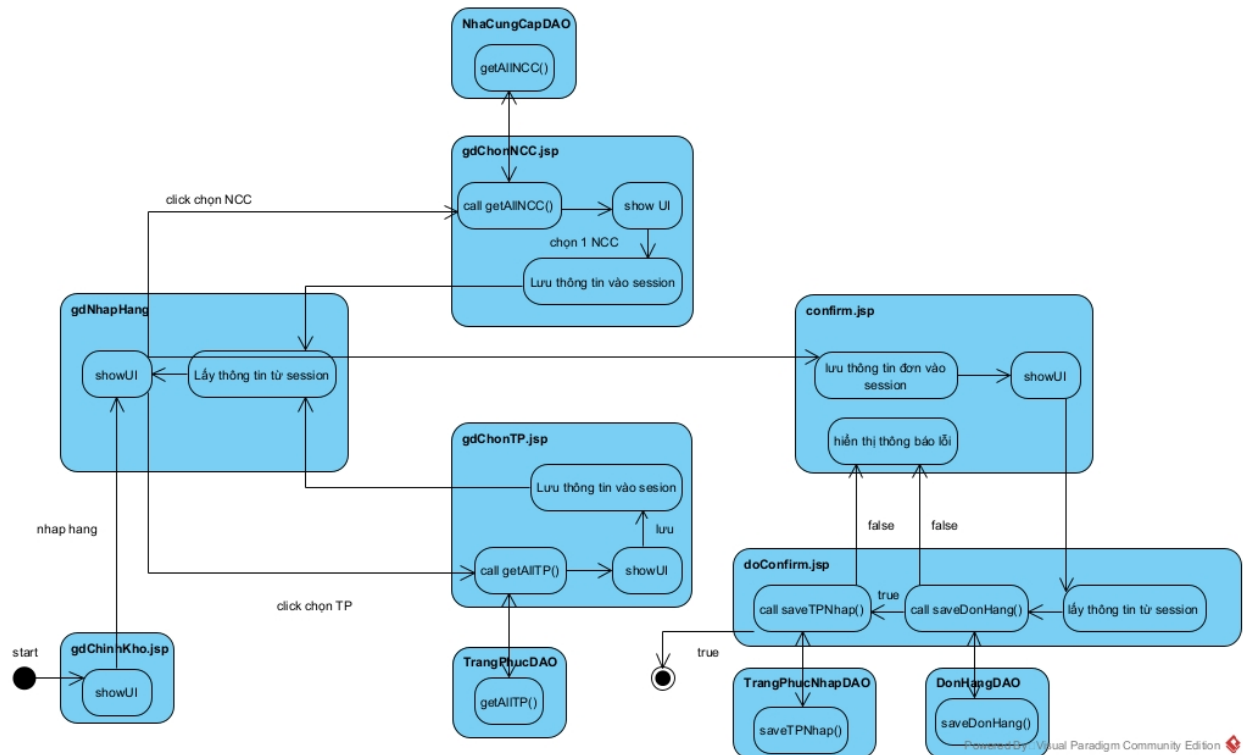 NhaCungCapDAO
getAllNCC()
gdChonNCC.jsp
click chọn NCC
call getAllNCC()
show UI
chọn 1 NCC
Lưu thông tin vào session
gdNhapHang
showUI
Lấy thông tin từ session
confirm.jsp
lưu thông tin đơn vào
session
showUI
hiển thị thông báo lỗi
gdChonTP.jsp
Lưu thông tin vào sesion
lưu
call getAllTP()
showUI
nhap hang
click chọn TP
false
false
doConfirm.jsp
call saveTPNhap()
true
call saveDonHang()
lấy thông tin từ session
true
start
gdChinhKho.jsp
showUI
TrangPhucDAO
getAllTP()
TrangPhucNhapDAO
saveTPNhap()
DonHangDAO
saveDonHang()
Powered By: Visual Paradigm Community Edition